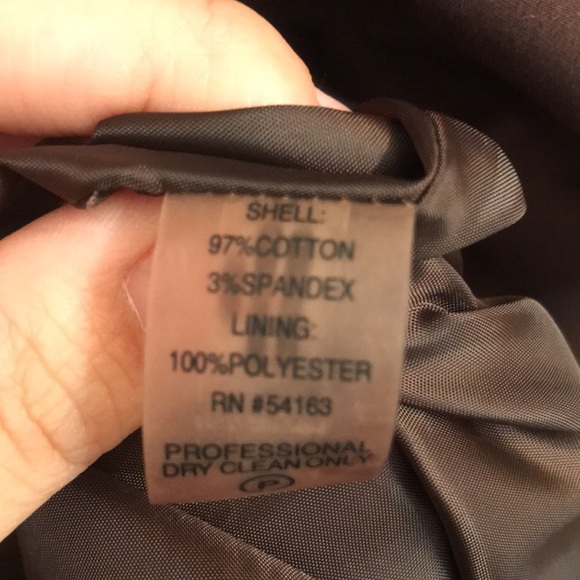 SHELL:
97%COTTON
3%SPANDEX
LINING:
100%POLYESTER
RN #54163
PROFESSIONAL
DRY CLEAN ONLY
P